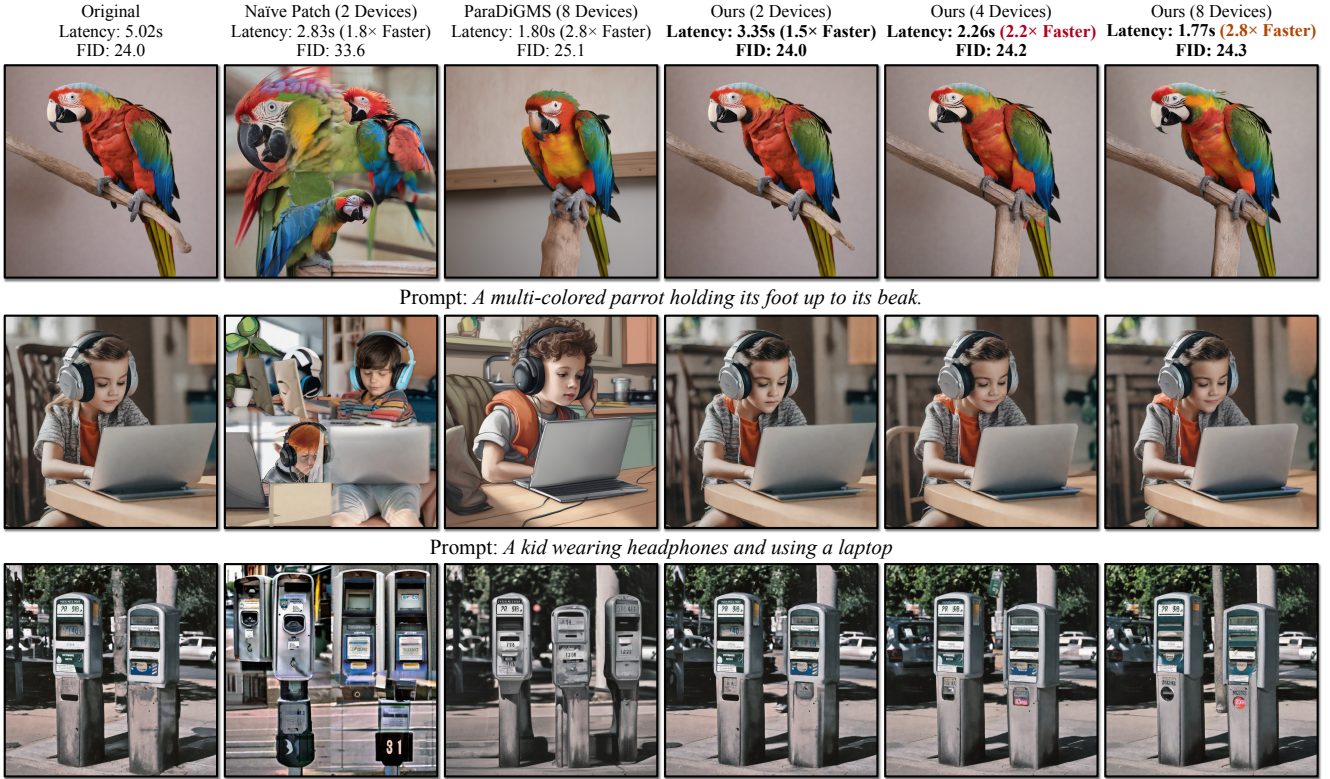 Original
Latency: 5.02s
FID: 24.0
Naïve Patch (2 Devices)
Latency: 2.83s (1.8× Faster)
FID: 33.6
ParaDiGMS (8 Devices)
Latency: 1.80s (2.8× Faster)
FID: 25.1
Ours (2 Devices)
Latency: 3.35s (1.5× Faster)
FID: 24.0
Ours (4 Devices)
Latency: 2.26s (2.2× Faster)
FID: 24.2
Ours (8 Devices)
Latency: 1.77s (2.8× Faster)
FID: 24.3
Prompt: A multi-colored parrot holding its foot up to its beak.
Prompt: A kid wearing headphones and using a laptop
31